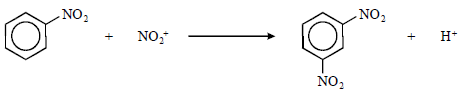 NO₂ + NO₂⁺ NO₂ + H⁺
NO₂